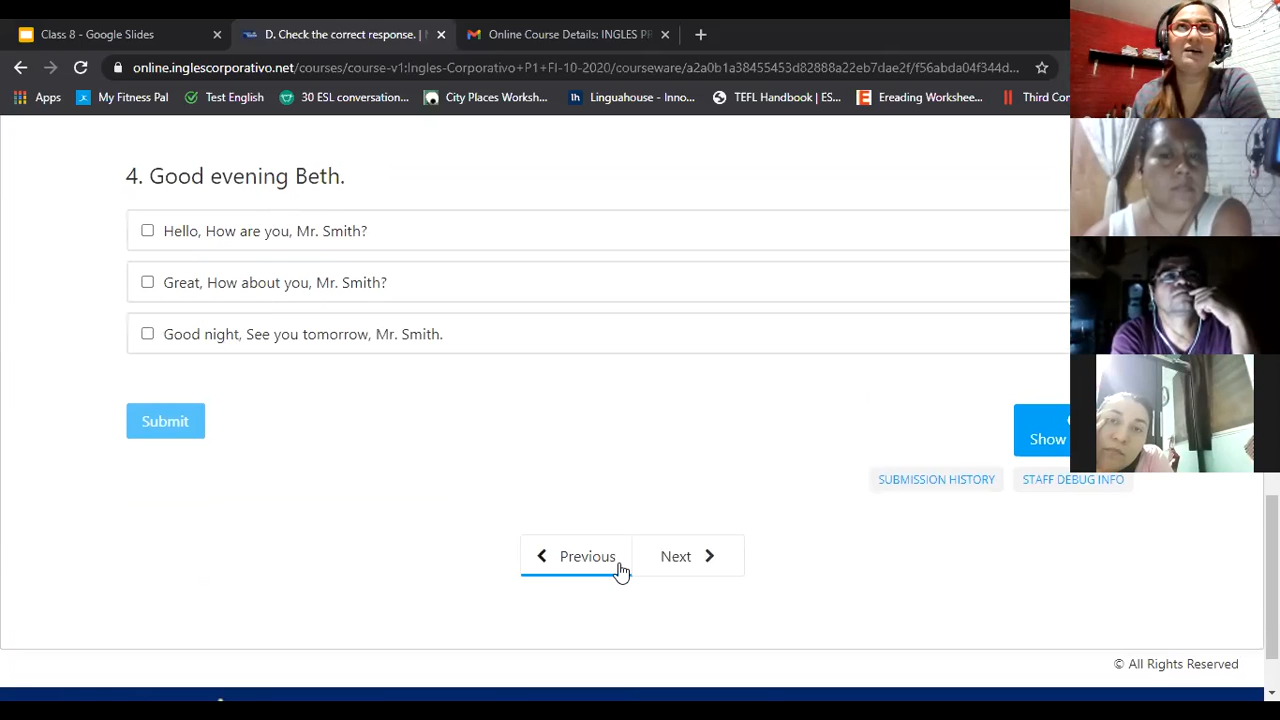 Class 8 - Google Slides
D. Check the correct response. |
Course Details: INGLES PR
online.inglescorporativo.net/courses/course-v1:Ingles-Corporativo+P1+FI-10-2020/courseware/a2a0b1a38455453d82888a22eb7dae2f/f56abda04f344d...
Apps
My Fitness Pal
Test English
30 ESL conversation...
City Places Worksh...
Linguahouse - Inno...
TEFL Handbook | ES...
Ereading Workshee...
Third Con
4. Good evening Beth.
Hello, How are you, Mr. Smith?
Great, How about you, Mr. Smith?
Good night, See you tomorrow, Mr. Smith.
Submit
Show
SUBMISSION HISTORY
STAFF DEBUG INFO
Previous
Next
© All Rights Reserved